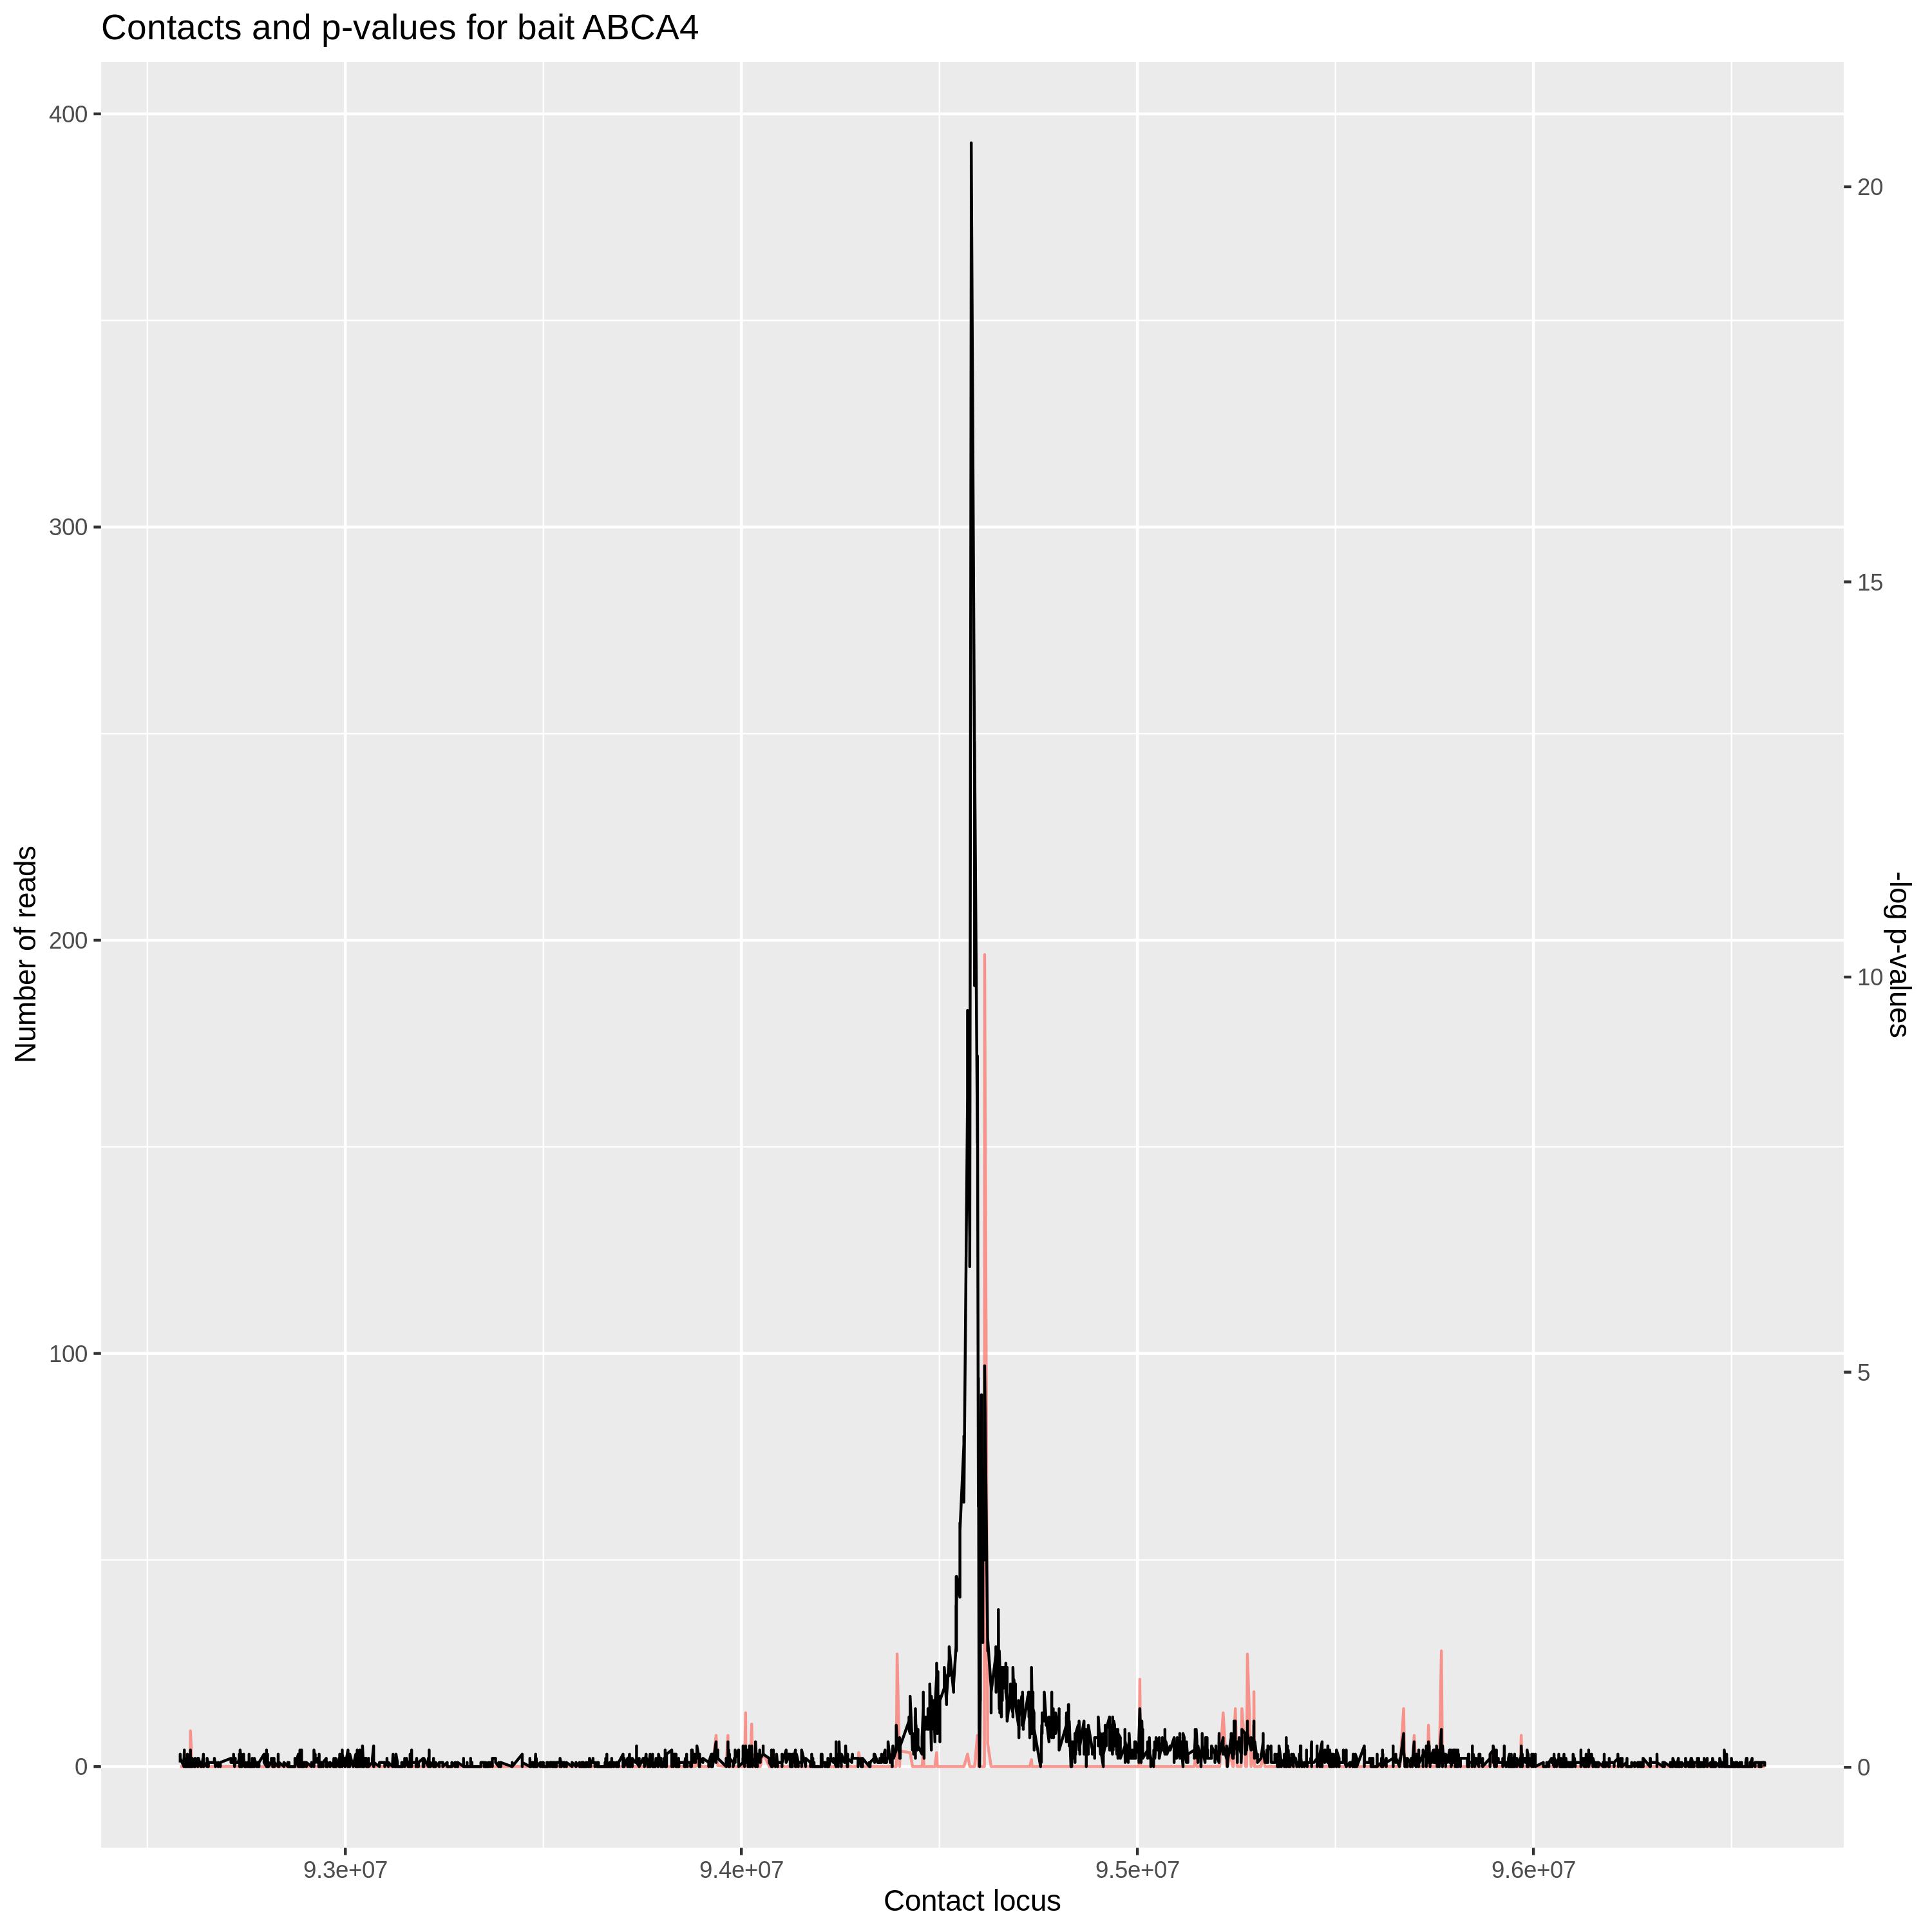 Contacts and p-values for bait ABCA4
400
300
200
100
0
Number of reads
20
15
10
5
0
-log p-values
9.3e+07
9.4e+07
9.5e+07
9.6e+07
Contact locus